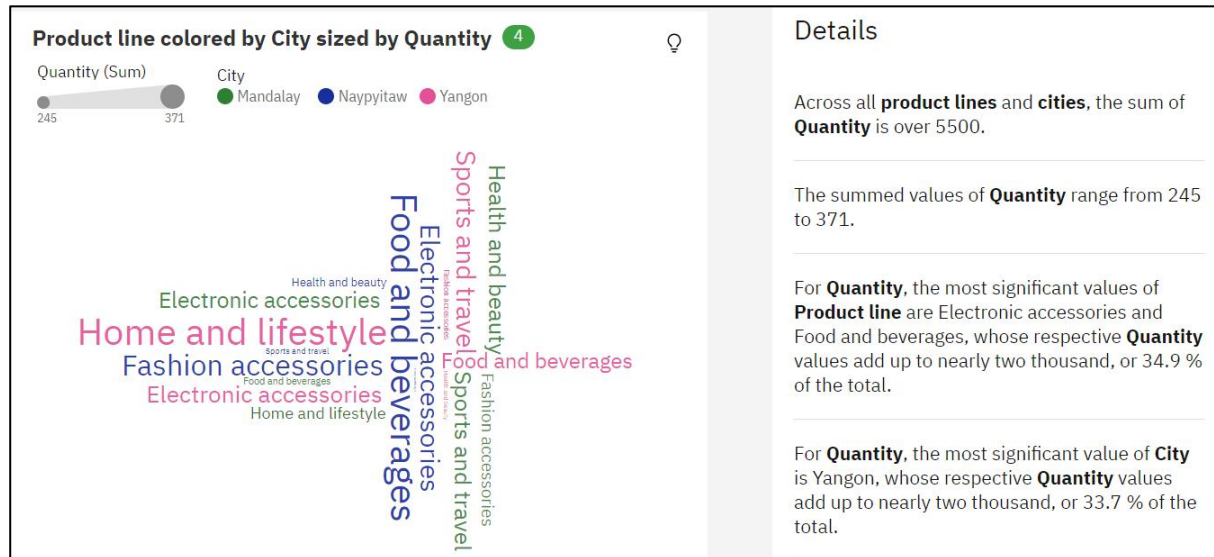 Product line colored by City sized by Quantity 4
Quantity (Sum)
245
371
City
Mandalay
Naypyitaw
Yangon
Sports and travel
Health and beauty
Food and beverages
Electronic accessories
Fashion accessories
Health and beauty
Electronic accessories
Home and lifestyle
Sports and travel
Fashion accessories
Food and beverages
Food and beverages
Electronic accessories
Home and lifestyle
Health and beauty
Sports and travel
Fashion accessories
Details
Across all product lines and cities, the sum of
Quantity is over 5500.
The summed values of Quantity range from 245
to 371.
For Quantity, the most significant values of
Product line are Electronic accessories and
Food and beverages, whose respective Quantity
values add up to nearly two thousand, or 34.9 %
of the total.
For Quantity, the most significant value of City
is Yangon, whose respective Quantity values
add up to nearly two thousand, or 33.7 % of the
total.